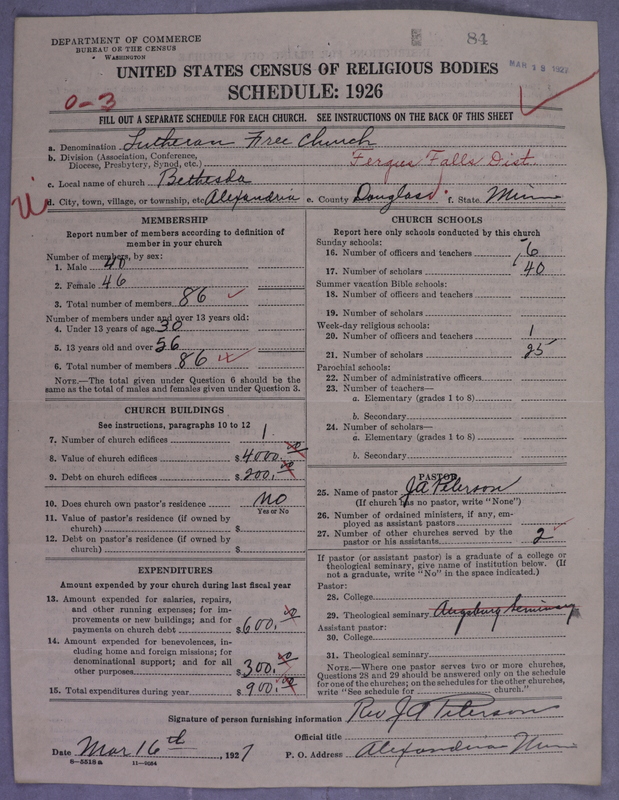 DEPARTMENT OF COMMERCE
BUREAU OF THE CENSUS
WASHINGTON
84
MAR 18 1927
UNITED STATES CENSUS OF RELIGIOUS BODIES
SCHEDULE: 1926
0-3
FILL OUT A SEPARATE SCHEDULE FOR EACH CHURCH. SEE INSTRUCTIONS ON THE BACK OF THIS SHEET
a. Denomination Lutheran Free Church
b. Division (Association, Conference, Diocese, Presbytery, Synod, etc.) Fergus Falls Dist.
c. Local name of church Bethesda
d. City, town, village, or township, etc. Alexandria e. County Douglass f. State Minn
MEMBERSHIP
Report number of members according to definition of member in your church
Number of members, by sex:
1. Male 40
2. Female 46
3. Total number of members 86
Number of members under and over 13 years old:
4. Under 13 years of age 30
5. 13 years old and over 56
6. Total number of members 86
NOTE.—The total given under Question 6 should be the same as the total of males and females given under Question 3.
CHURCH BUILDINGS
See instructions, paragraphs 10 to 12
7. Number of church edifices 1
8. Value of church edifices $4000.00
9. Debt on church edifices $200.00
10. Does church own pastor's residence No
Yes or No
11. Value of pastor's residence (if owned by church) $
12. Debt on pastor's residence (if owned by church) $
EXPENDITURES
Amount expended by your church during last fiscal year
13. Amount expended for salaries, repairs, and other running expenses; for improvements or new buildings; and for payments on church debt $600.00
14. Amount expended for benevolences, including home and foreign missions; for denominational support; and for all other purposes $300.00
15. Total expenditures during year $900.00
CHURCH SCHOOLS
Report here only schools conducted by this church
Sunday schools:
16. Number of officers and teachers 6
17. Number of scholars 40
Summer vacation Bible schools:
18. Number of officers and teachers
19. Number of scholars
Week-day religious schools:
20. Number of officers and teachers 1
21. Number of scholars 25
Parochial schools:
22. Number of administrative officers
23. Number of teachers—
a. Elementary (grades 1 to 8)
b. Secondary
24. Number of scholars—
a. Elementary (grades 1 to 8)
b. Secondary
PASTOR
25. Name of pastor J A Peterson
(If church has no pastor, write "None")
26. Number of ordained ministers, if any, employed as assistant pastors
27. Number of other churches served by the pastor or his assistants 2
If pastor (or assistant pastor) is a graduate of a college or theological seminary, give name of institution below. (If not a graduate, write "No" in the space indicated.)
Pastor:
28. College
29. Theological seminary Augsburg Seminary
Assistant pastor:
30. College
31. Theological seminary
NOTE.—Where one pastor serves two or more churches, Questions 28 and 29 should be answered only on the schedule for one of the churches; on the schedules for the other churches, write "See schedule for church."
Signature of person furnishing information Rev J A Peterson
Official title
Date Mar 16th, 1927 P. O. Address Alexandria Minn
8-5518 a 11-9684